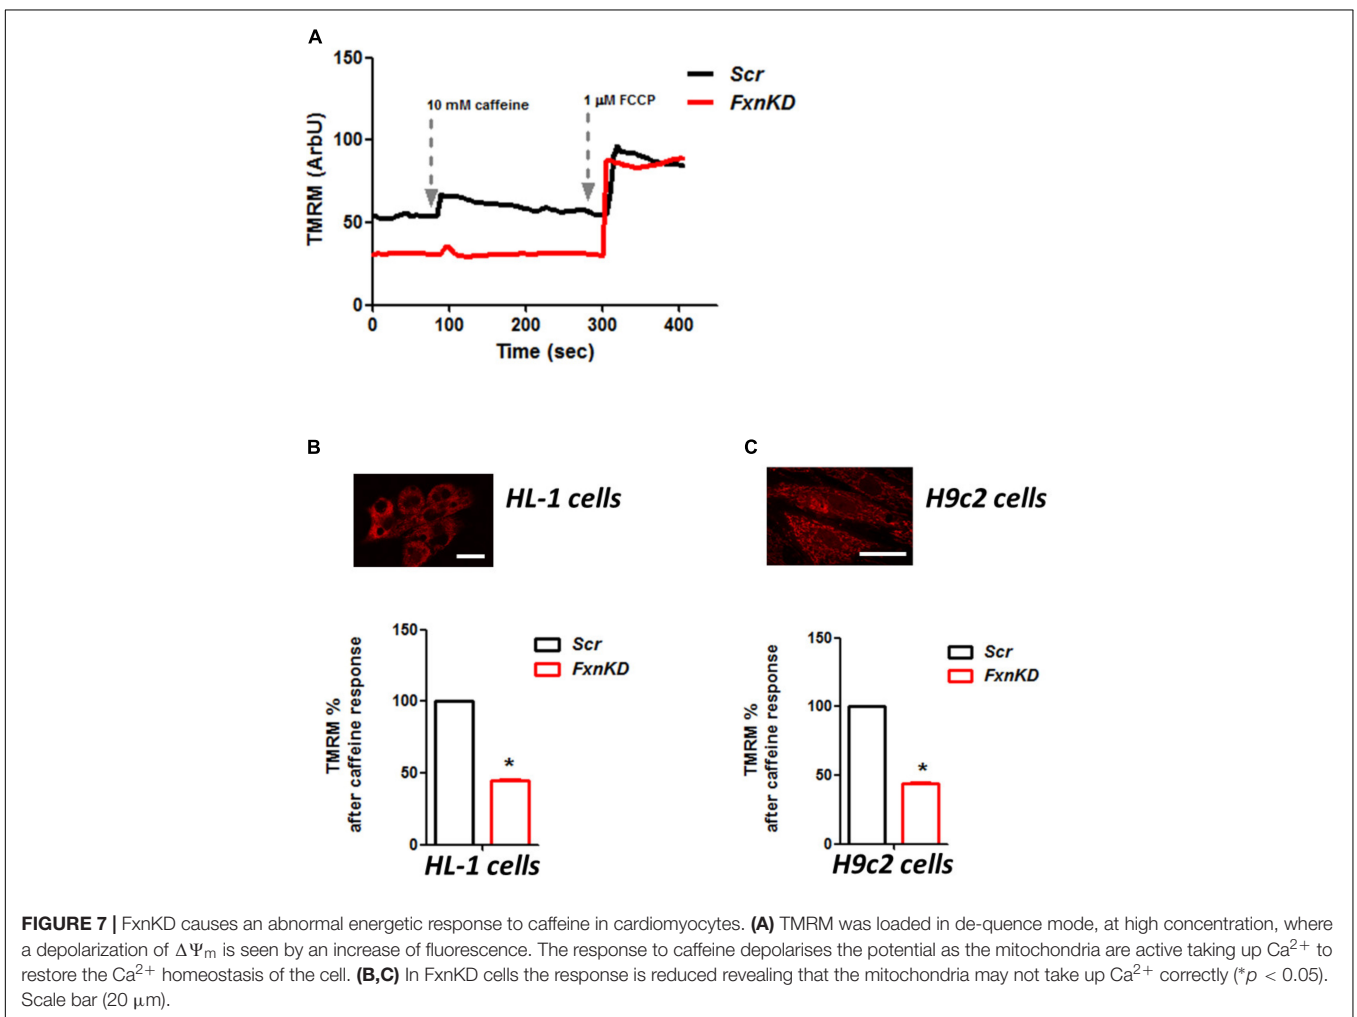 A
150
100
50
0
TMRM (ArbU)
10 mM caffeine
1 μM FCCP
Scr
FxnKD
0 100 200 300 400
Time (sec)
B
HL-1 cells
150
100
50
0
TMRM %
after caffeine response
Scr
FxnKD
*
HL-1 cells
C
H9c2 cells
150
100
50
0
TMRM %
after caffeine response
Scr
FxnKD
*
H9c2 cells
FIGURE 7 | FxnKD causes an abnormal energetic response to caffeine in cardiomyocytes. (A) TMRM was loaded in de-quence mode, at high concentration, where
a depolarization of ΔΨm is seen by an increase of fluorescence. The response to caffeine depolarises the potential as the mitochondria are active taking up Ca2+ to
restore the Ca2+ homeostasis of the cell. (B,C) In FxnKD cells the response is reduced revealing that the mitochondria may not take up Ca2+ correctly (*p < 0.05).
Scale bar (20 μm).